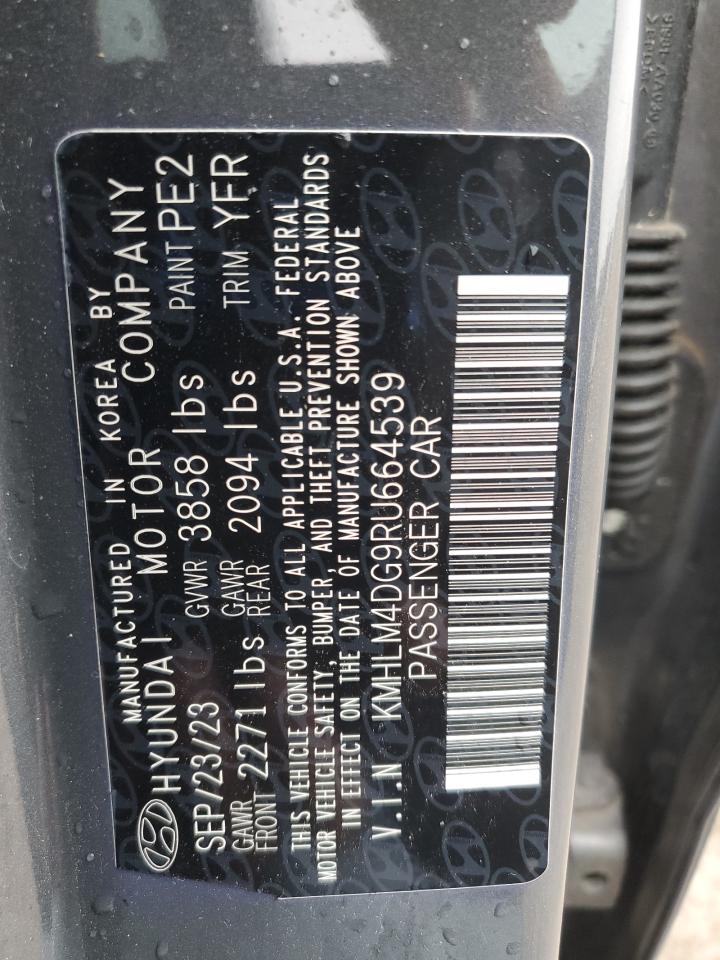 MANUFACTURED IN KOREA BY
HYUNDAI MOTOR COMPANY
SEP/23/23 GVWR 3858 lbs PAINT PE2
GAWR FRONT 2271 lbs GAWR REAR 2094 lbs TRIM YFR
THIS VEHICLE CONFORMS TO ALL APPLICABLE U.S.A. FEDERAL
MOTOR VEHICLE SAFETY, BUMPER, AND THEFT PREVENTION STANDARDS
IN EFFECT ON THE DATE OF MANUFACTURE SHOWN ABOVE
V.I.N KMHLM4DG9RU664539
PASSENGER CAR